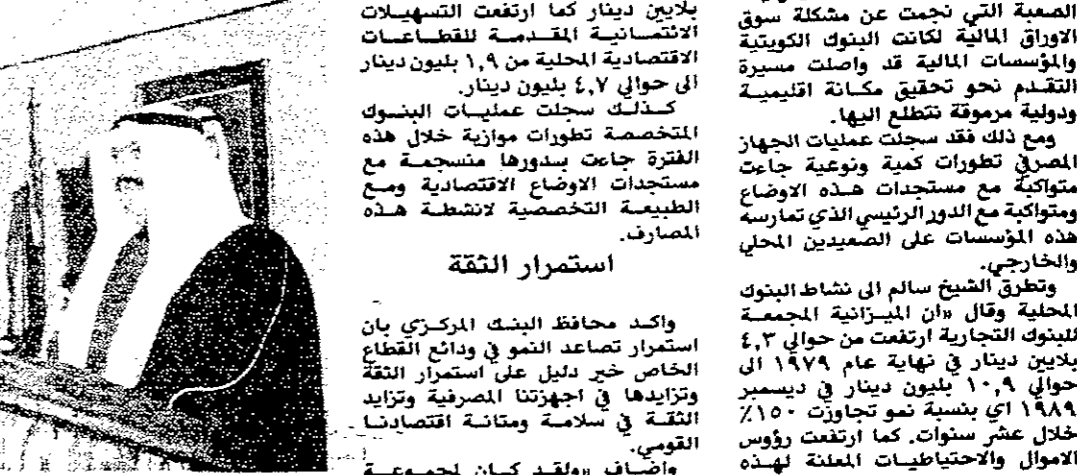 الصعبة التي نجمت عن مشكلة سوق
الاوراق المالية لكانت البنوك الكويتية
والمؤسسات المالية قد واصلت مسيرة
التقدم نحو تحقيق مكانة اقليمية
ودولية مرموقة نتطلع اليها.
ومع ذلك فقد سجلت عمليات الجهاز
المصرفي تطورات كمية ونوعية جاءت
متواكبة مع مستجدات هذه الاوضاع
ومتواكبة مع الدور الرئيسي الذي تمارسه
هذه المؤسسات على الصعيدين المحلي
والخارجي.
وتطرق الشيخ سالم الى نشاط البنوك
المحلية وقال «ان الميزانية المجمعة
للبنوك التجارية ارتفعت من حوالي ٤,٣
بلايين دينار في نهاية عام ١٩٧٩ الى
حوالي ١٠,٩ بليون دينار في ديسمبر
١٩٨٩ اي بنسبة نمو تجاوزت ١٥٠٪
خلال عشر سنوات. كما ارتفعت رؤوس
الاموال والاحتياطيات المعلنة لهذه
بلايين دينار كما ارتفعت التسهيلات
الائتمانية المقدمة للقطاعات
الاقتصادية المحلية من ١,٩ بليون دينار
الى حوالي ٤,٧ بليون دينار.
كذلك سجلت عمليات البنوك
المتخصصة تطورات موازية خلال هذه
الفترة جاءت بدورها منسجمة مع
مستجدات الاوضاع الاقتصادية ومع
الطبيعة التخصصية لانشطة هذه
المصارف.
استمرار الثقة
واكد محافظ البنك المركزي بان
استمرار تصاعد النمو في ودائع القطاع
الخاص خير دليل على استمرار الثقة
وتزايدها في اجهزتنا المصرفية وتزايد
الثقة في سلامة ومتانة اقتصادنا
القومي.
واضاف «ولقد كان لمجموعة